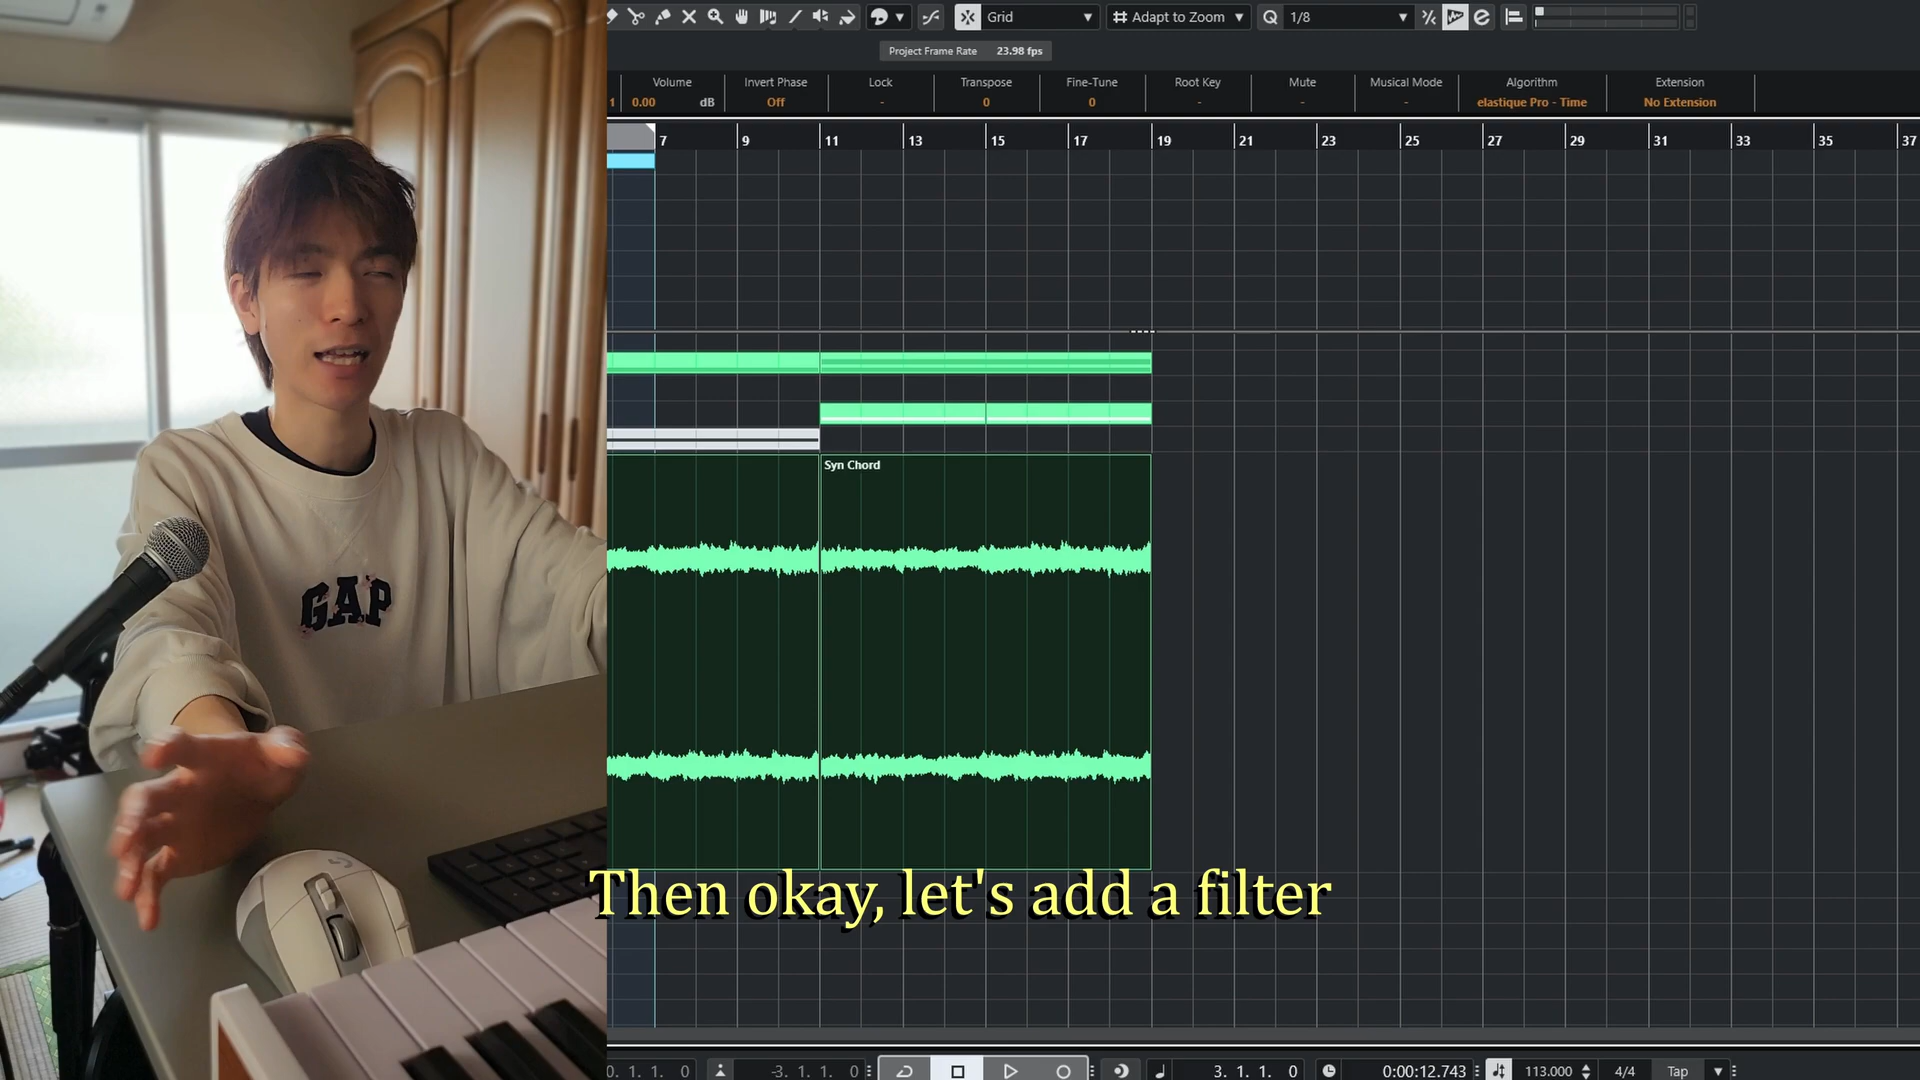 Grid
Adapt to Zoom
1/8
Project Frame Rate 23.98 fps
Volume Invert Phase Lock Transpose Fine-Tune Root Key Mute Musical Mode Algorithm Extension
1 0.00 dB Off - 0 0 - - - elastique Pro - Time No Extension
7 9 11 13 15 17 19 21 23 25 27 29 31 33 35 37
Syn Chord
GAP
Then okay, let's add a filter
0. 1. 1. 0 -3. 1. 1. 0 3. 1. 1. 0 0:00:12.743 113.000 4/4 Tap